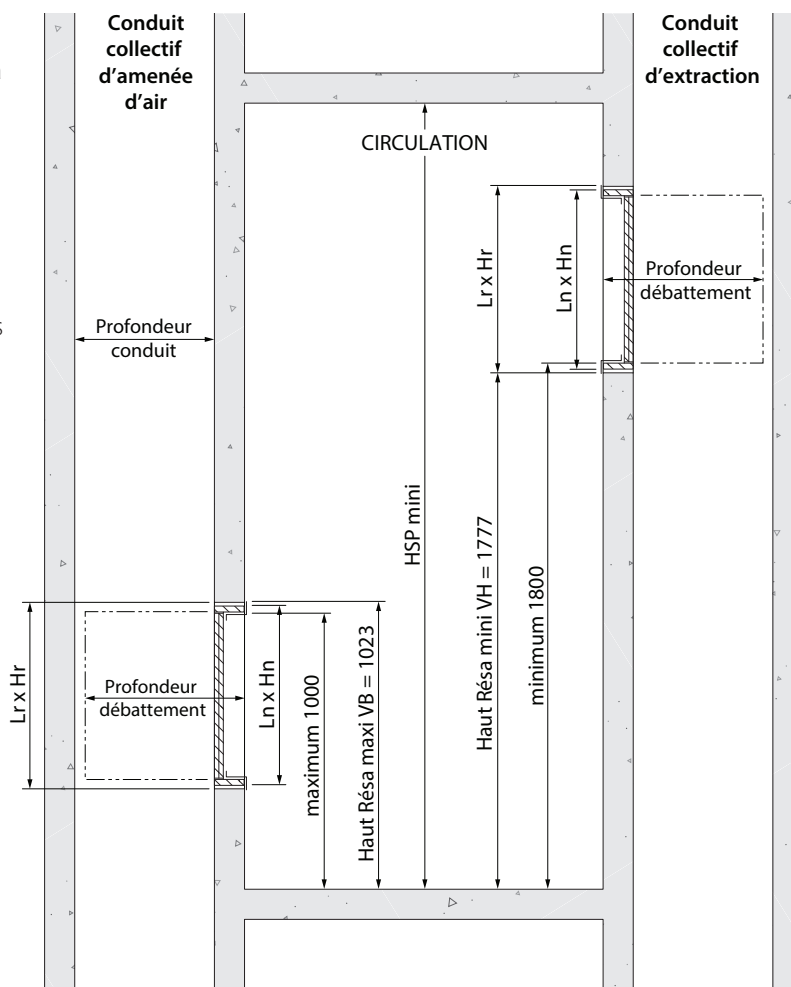 Conduit
collectif
d'amenée
d'air
Conduit
collectif
d'extraction
CIRCULATION
Lr x Hr
Ln x Hn
Profondeur
débattement
Profondeur
conduit
HSP mini
Haut Résa mini VH = 1777
minimum 1800
Lr x Hr
Profondeur
débattement
Ln x Hn
maximum 1000
Haut Résa maxi VB = 1023